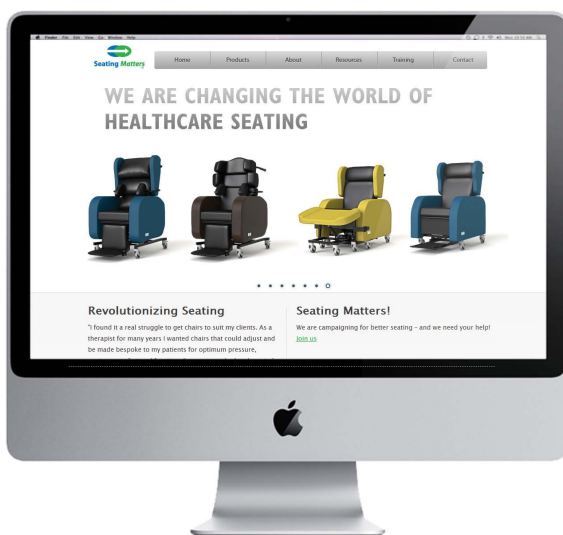 Finder File Edit View Go Window Help
Seating Matters
Home Products About Resources Training Contact
WE ARE CHANGING THE WORLD OF
HEALTHCARE SEATING
Revolutionizing Seating
"I found it a real struggle to get chairs to suit my clients. As a
therapist for many years I wanted chairs that could adjust and
be made bespoke to my patients for optimum pressure,
Seating Matters!
We are campaigning for better seating – and we need your help!
Join us